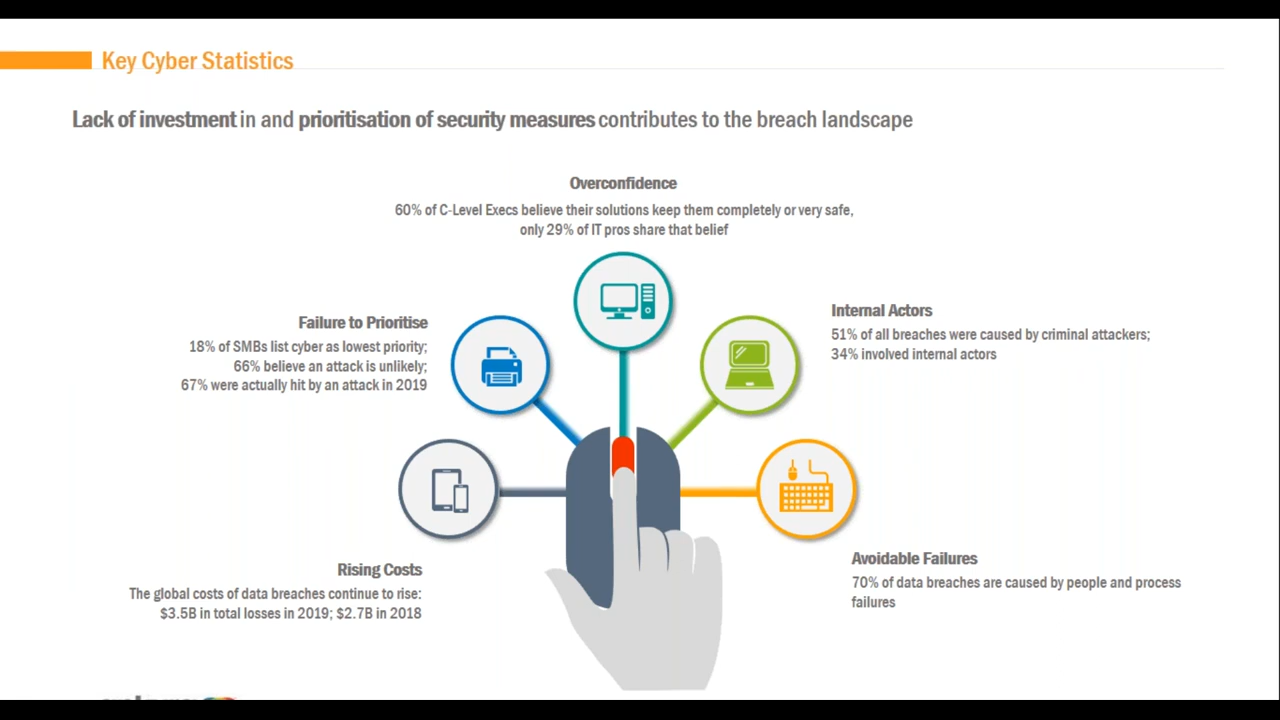 Key Cyber Statistics
Lack of investment in and prioritisation of security measures contributes to the breach landscape
Overconfidence
60% of C-Level Execs believe their solutions keep them completely or very safe,
only 29% of IT pros share that belief
Failure to Prioritise
18% of SMBs list cyber as lowest priority;
66% believe an attack is unlikely;
67% were actually hit by an attack in 2019
Internal Actors
51% of all breaches were caused by criminal attackers;
34% involved internal actors
Rising Costs
The global costs of data breaches continue to rise:
$3.5B in total losses in 2019; $2.7B in 2018
Avoidable Failures
70% of data breaches are caused by people and process
failures